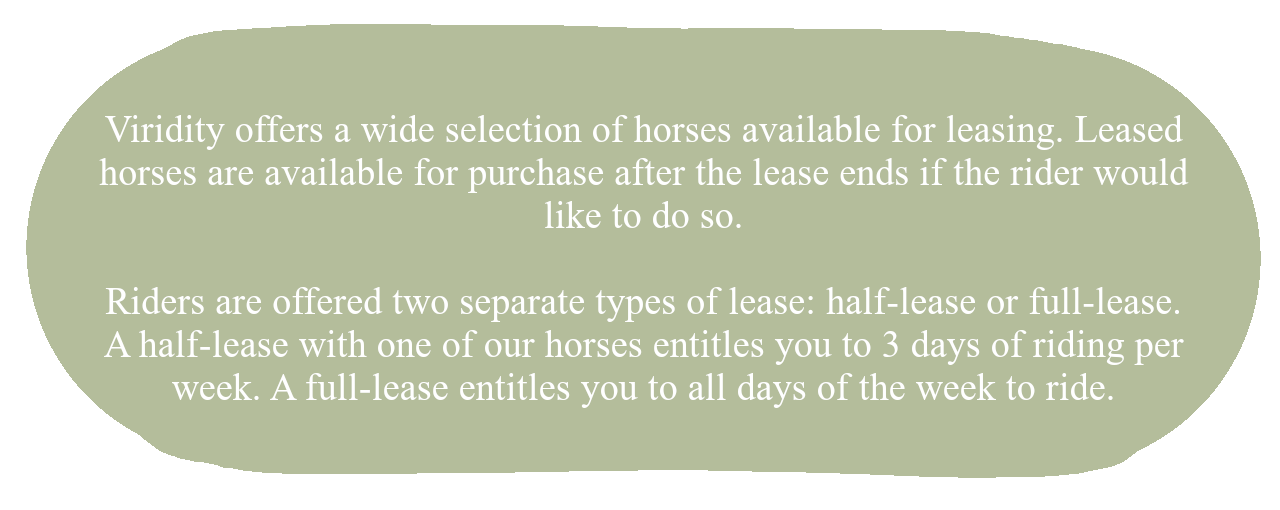 Viridity offers a wide selection of horses available for leasing. Leased
horses are available for purchase after the lease ends if the rider would
like to do so.
Riders are offered two separate types of lease: half-lease or full-lease.
A half-lease with one of our horses entitles you to 3 days of riding per
week. A full-lease entitles you to all days of the week to ride.